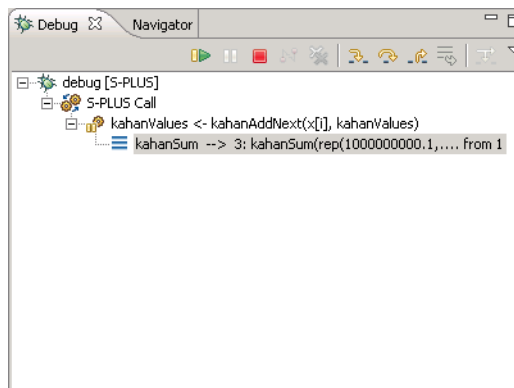 Debug Navigator
debug [S-PLUS]
S-PLUS Call
kahanValues <- kahanAddNext(x[i], kahanValues)
kahanSum --> 3: kahanSum(rep(1000000000.1,.... from 1